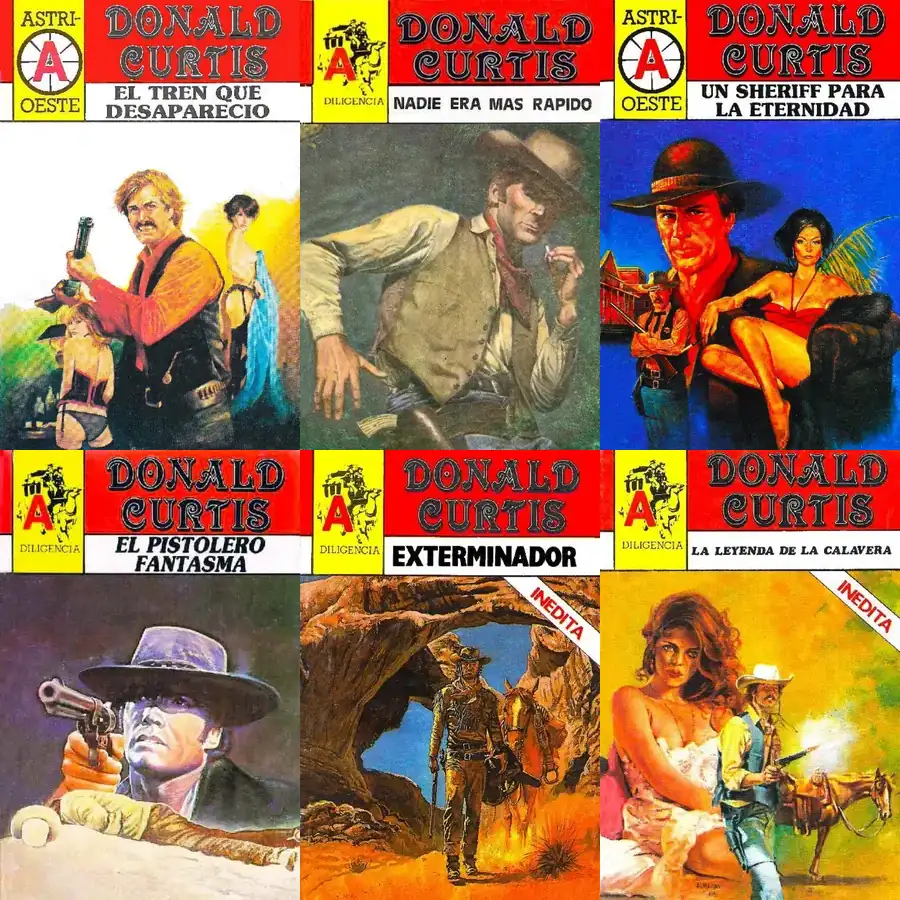 ASTRI-
A
OESTE
DONALD
CURTIS
EL TREN QUE
DESAPARECIO
A
DILIGENCIA
DONALD
CURTIS
NADIE ERA MAS RAPIDO
ASTRI-
A
OESTE
DONALD
CURTIS
UN SHERIFF PARA
LA ETERNIDAD
A
DILIGENCIA
DONALD
CURTIS
EL PISTOLERO
FANTASMA
A
DILIGENCIA
DONALD
CURTIS
EXTERMINADOR
INEDITA
A
DILIGENCIA
DONALD
CURTIS
LA LEYENDA DE LA CALAVERA
INEDITA